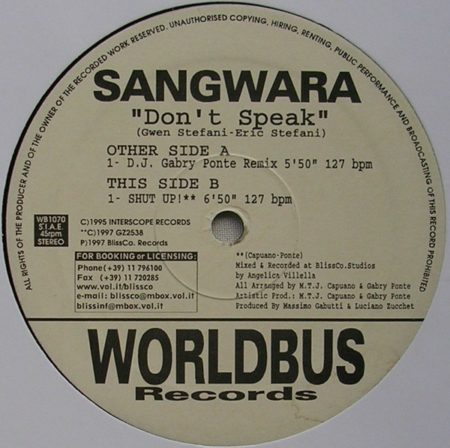 ALL RIGHTS OF THE PRODUCER AND OF THE OWNER OF THE RECORDED WORK RESERVED. UNAUTHORISED COPYING, HIRING, RENTING, PUBLIC PERFORMANCE AND BROADCASTING OF THIS RECORD PROHIBITED
SANGWARA
"Don't Speak"
(Gwen Stefani-Eric Stefani)
OTHER SIDE A
1- D.J. Gabry Ponte Remix 5'50" 127 bpm
THIS SIDE B
1- SHUT UP!** 6'50" 127 bpm
WB1070
S.I.A.E.
45rpm
STEREO
C)1995 INTERSCOPE RECORDS
**C)1997 GZ2538
P)1997 BlissCo. Records
FOR BOOKING or LICENSING:
Phone(+39) 11 796100
Fax (+39) 11 720285
www.vol.it/blissco
e-mail: blissco@mbox.vol.it
blissinf@mbox.vol.it
**(Capuano-Ponte)
Mixed & Recorded at BlissCo.Studios
by Angelica Villella
All Arranged by M.T.J. Capuano & Gabry Ponte
Artistic Prod.: M.T.J. Capuano & Gabry Ponte
Produced By Massimo Gabutti & Luciano Zucchet
WORLDBUS
Records